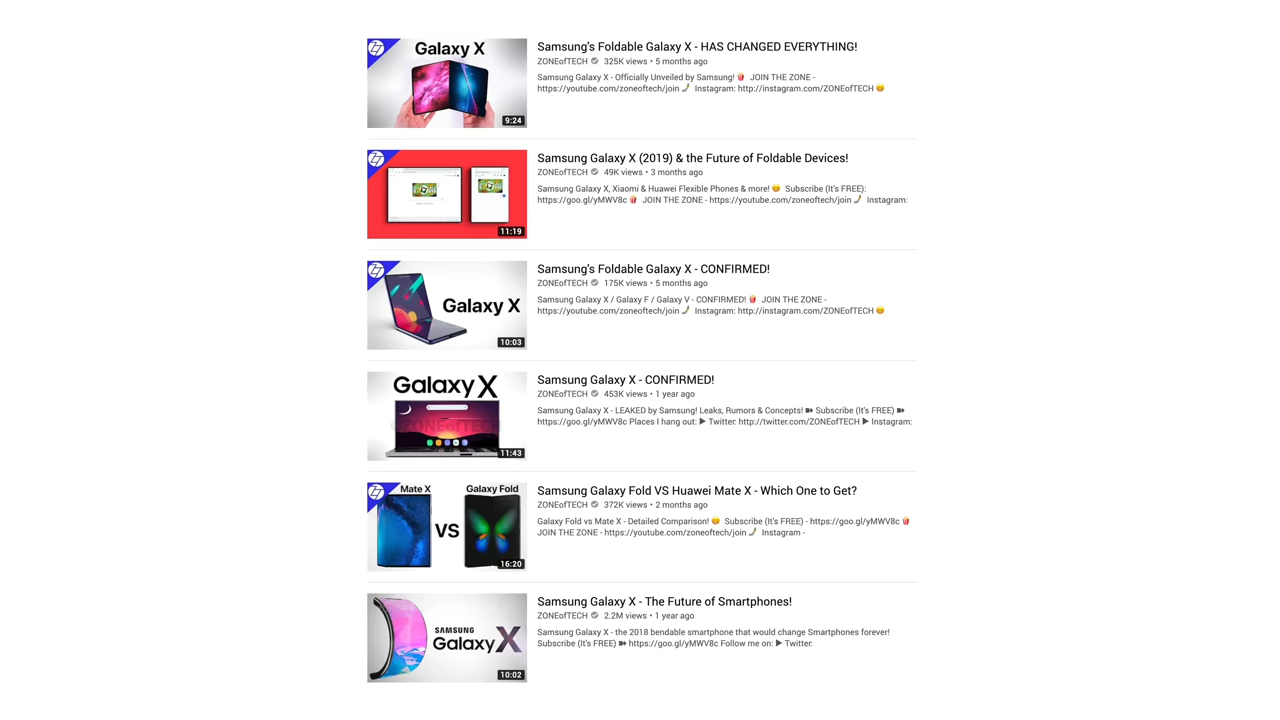 Galaxy X
9:24
Samsung's Foldable Galaxy X - HAS CHANGED EVERYTHING!
ZONEofTECH 325K views • 5 months ago
Samsung Galaxy X - Officially Unveiled by Samsung! 🍿 JOIN THE ZONE -
https://youtube.com/zoneoftech/join 🤳 Instagram: http://instagram.com/ZONEofTECH 😋
11:19
Samsung Galaxy X (2019) & the Future of Foldable Devices!
ZONEofTECH 49K views • 3 months ago
Samsung Galaxy X, Xiaomi & Huawei Flexible Phones & more! 😋 Subscribe (It's FREE):
https://goo.gl/yMWV8c 🍿 JOIN THE ZONE - https://youtube.com/zoneoftech/join 🤳 Instagram:
Galaxy X
10:03
Samsung's Foldable Galaxy X - CONFIRMED!
ZONEofTECH 175K views • 5 months ago
Samsung Galaxy X / Galaxy F / Galaxy V - CONFIRMED! 🍿 JOIN THE ZONE -
https://youtube.com/zoneoftech/join 🤳 Instagram: http://instagram.com/ZONEofTECH 😋
Galaxy X
ZONEofTECH
11:43
Samsung Galaxy X - CONFIRMED!
ZONEofTECH 453K views • 1 year ago
Samsung Galaxy X - LEAKED by Samsung! Leaks, Rumors & Concepts! ➽ Subscribe (It's FREE) ➽
https://goo.gl/yMWV8c Places I hang out: ▶ Twitter: http://twitter.com/ZONEofTECH ▶ Instagram:
Mate X Galaxy Fold
VS
16:20
Samsung Galaxy Fold VS Huawei Mate X - Which One to Get?
ZONEofTECH 372K views • 2 months ago
Galaxy Fold vs Mate X - Detailed Comparison! 😋 Subscribe (It's FREE) - https://goo.gl/yMWV8c 🍿
JOIN THE ZONE - https://youtube.com/zoneoftech/join 🤳 Instagram -
SAMSUNG
Galaxy X
10:02
Samsung Galaxy X - The Future of Smartphones!
ZONEofTECH 2.2M views • 1 year ago
Samsung Galaxy X - the 2018 bendable smartphone that would change Smartphones forever!
Subscribe (It's FREE) ➽ https://goo.gl/yMWV8c Follow me on: ▶ Twitter: